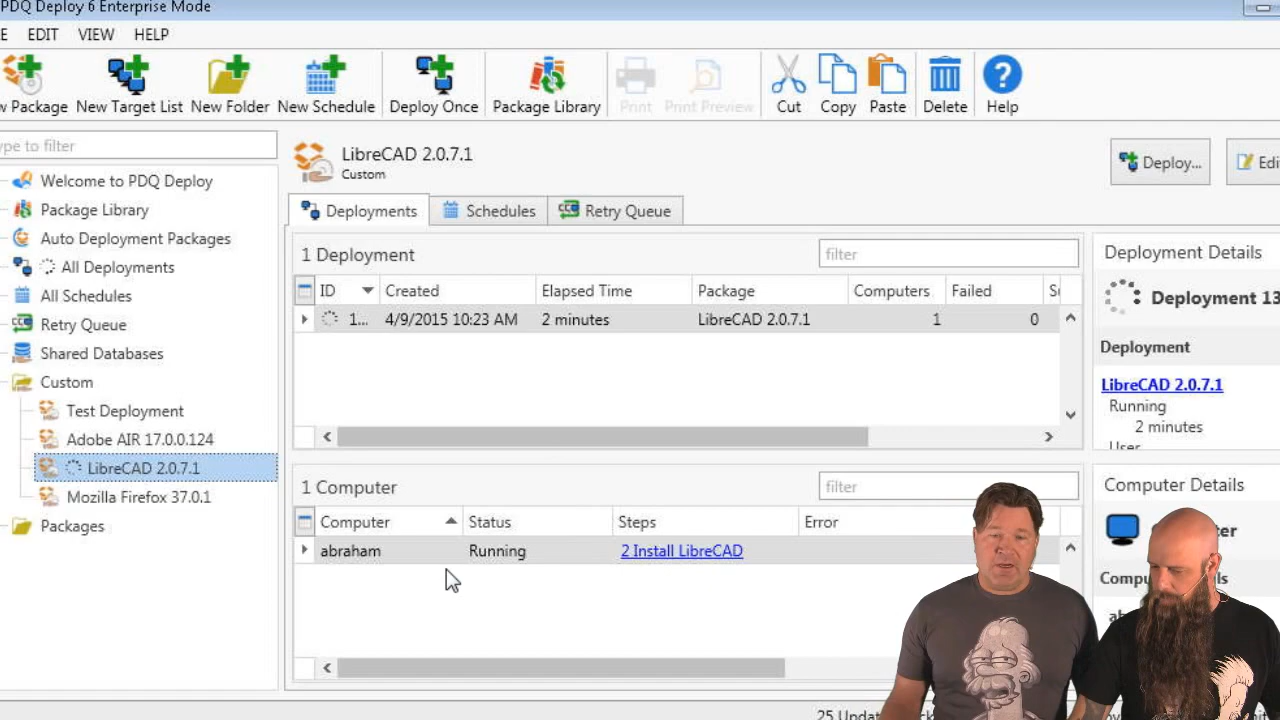 PDQ Deploy 6 Enterprise Mode
EDIT VIEW HELP
Package New Target List New Folder New Schedule Deploy Once Package Library Print Print Preview Cut Copy Paste Delete Help
ype to filter
Welcome to PDQ Deploy
Package Library
Auto Deployment Packages
All Deployments
All Schedules
Retry Queue
Shared Databases
Custom
Test Deployment
Adobe AIR 17.0.0.124
LibreCAD 2.0.7.1
Mozilla Firefox 37.0.1
Packages
LibreCAD 2.0.7.1
Custom
Deploy... Edi
Deployments Schedules Retry Queue
1 Deployment filter
ID Created Elapsed Time Package Computers Failed
1... 4/9/2015 10:23 AM 2 minutes LibreCAD 2.0.7.1 1 0
1 Computer filter
Computer Status Steps Error
abraham Running 2 Install LibreCAD
Deployment Details
Deployment 13
Deployment
LibreCAD 2.0.7.1
Running
2 minutes
User
Computer Details